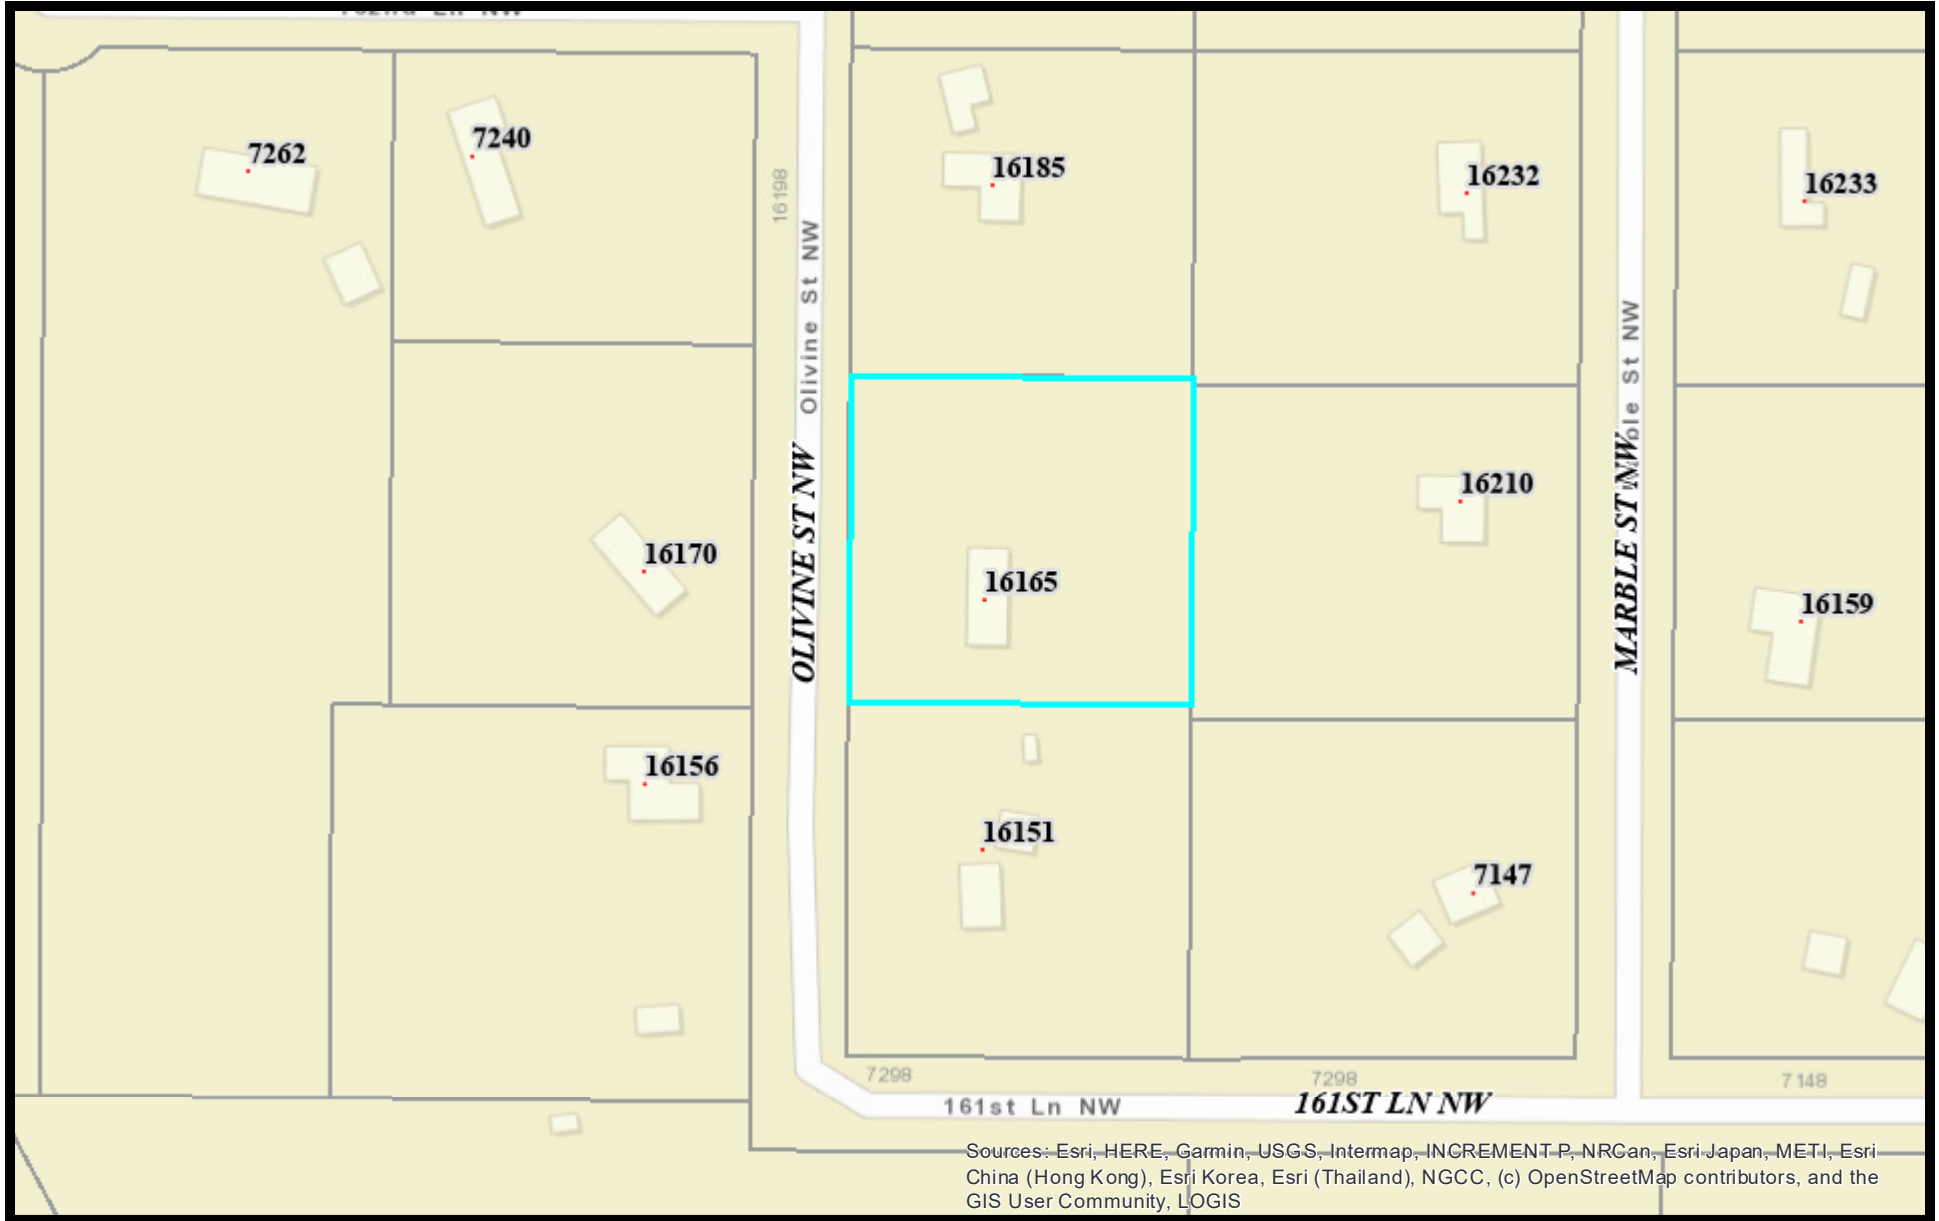 162nd Ln NW
7262
7240
16185
16232
16233
16198
Olivine St NW
OLIVINE ST NW
16170
16165
16210
MARBLE ST NW
16159
16156
16151
7147
7298
7298
7148
161st Ln NW
161ST LN NW
Sources: Esri, HERE, Garmin, USGS, Intermap, INCREMENT P, NRCan, Esri Japan, METI, Esri
China (Hong Kong), Esri Korea, Esri (Thailand), NGCC, (c) OpenStreetMap contributors, and the
GIS User Community, LOGIS